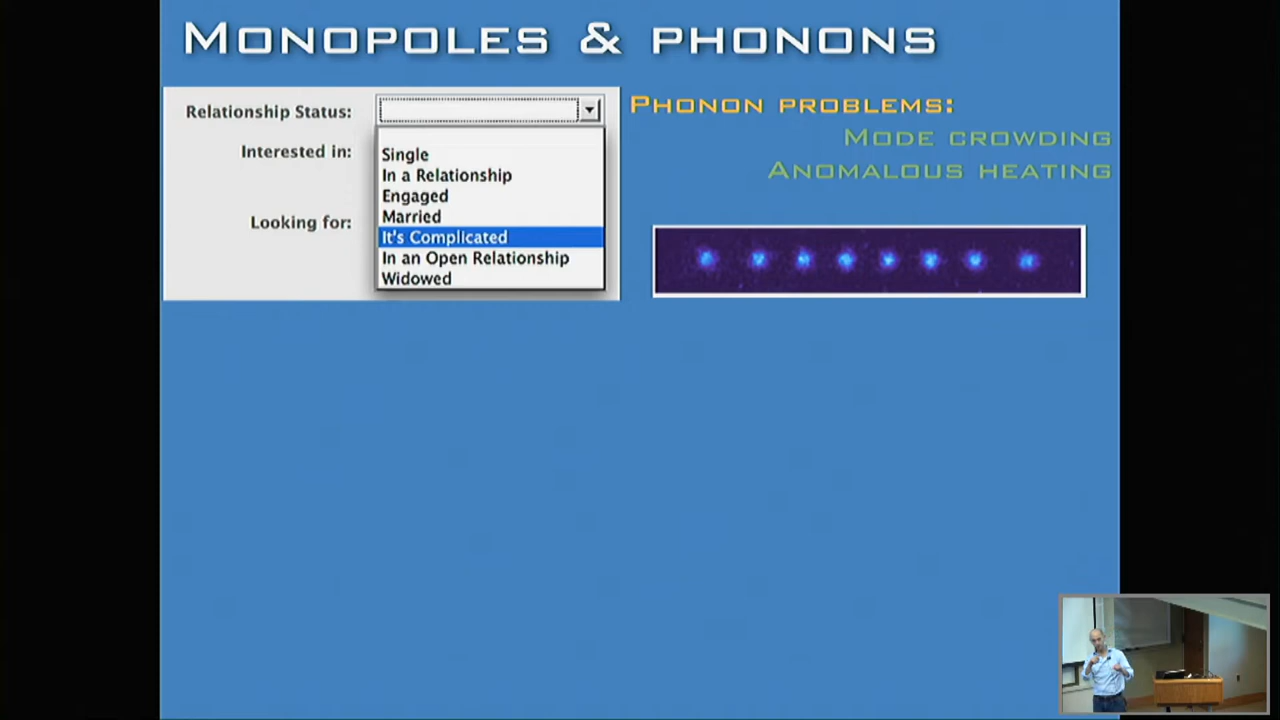 MONOPOLES & PHONONS
Relationship Status:
Interested in:
Looking for:
Single
In a Relationship
Engaged
Married
It's Complicated
In an Open Relationship
Widowed
PHONON PROBLEMS:
MODE CROWDING
ANOMALOUS HEATING